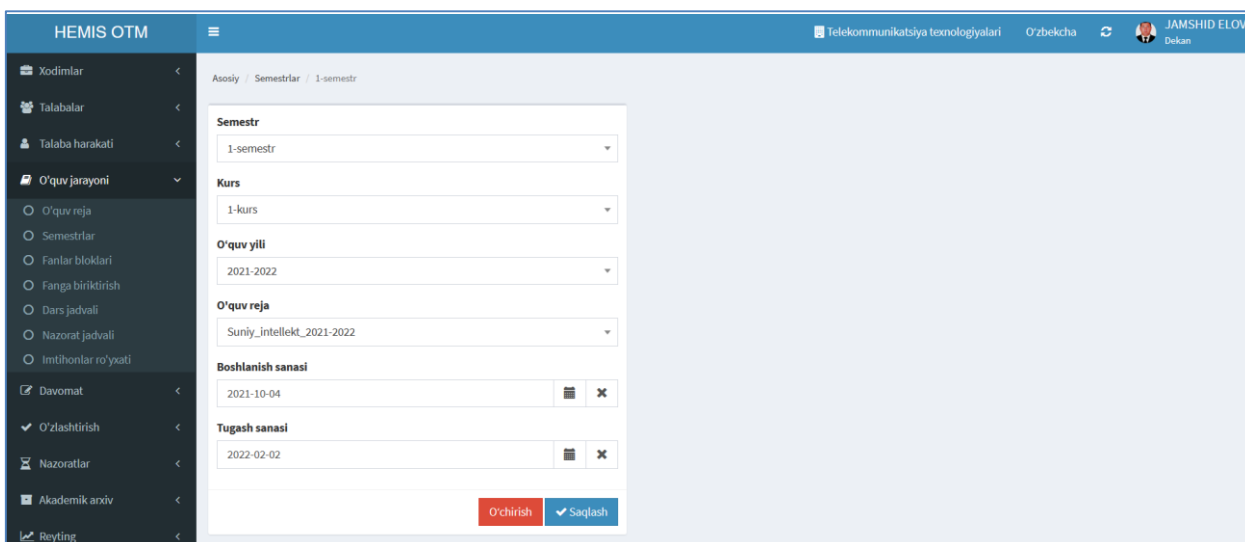 HEMIS OTM
Telekommunikatsiya texnologiyalari
O'zbekcha
JAMSHID ELOV
Dekan
Xodimlar
Talabalar
Talaba harakati
O'quv jarayoni
O'quv reja
Semestrlar
Fanlar bloklari
Fanga biriktirish
Dars jadvali
Nazorat jadvali
Imtihonlar ro'yxati
Davomat
O'zlashtirish
Nazoratlar
Akademik arxiv
Reyting
Asosiy / Semestrlar / 1-semestr
Semestr
1-semestr
Kurs
1-kurs
O'quv yili
2021-2022
O'quv reja
Suniy_intellekt_2021-2022
Boshlanish sanasi
2021-10-04
Tugash sanasi
2022-02-02
O'chirish
Saqlash